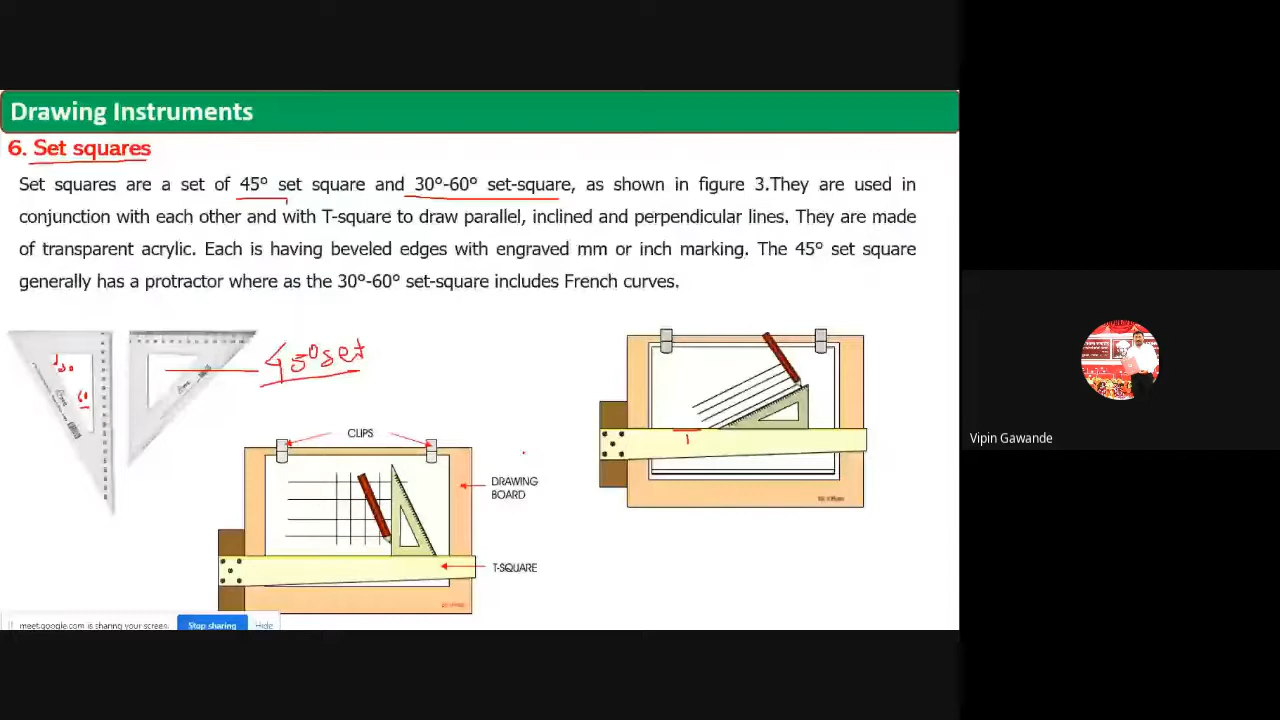 Drawing Instruments
6. Set squares
Set squares are a set of 45° set square and 30°-60° set-square, as shown in figure 3.They are used in
conjunction with each other and with T-square to draw parallel, inclined and perpendicular lines. They are made
of transparent acrylic. Each is having beveled edges with engraved mm or inch marking. The 45° set square
generally has a protractor where as the 30°-60° set-square includes French curves.
30
60
45° set
CLIPS
DRAWING
BOARD
T-SQUARE
Vipin Gawande
meet.google.com is sharing your screen.
Stop sharing
Hide